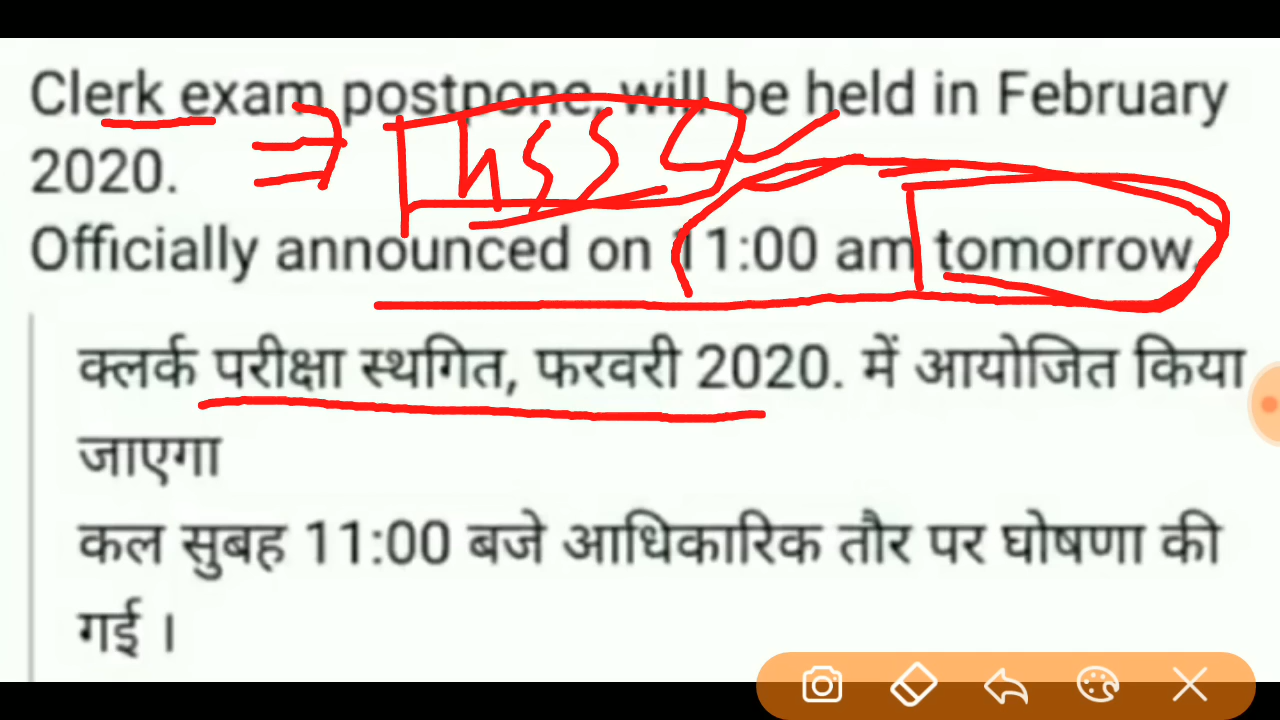 Clerk exam postpone, will be held in February
2020.
hSSC
Officially announced on 11:00 am tomorrow.
क्लर्क परीक्षा स्थगित, फरवरी 2020. में आयोजित किया
जाएगा
कल सुबह 11:00 बजे आधिकारिक तौर पर घोषणा की
गई ।